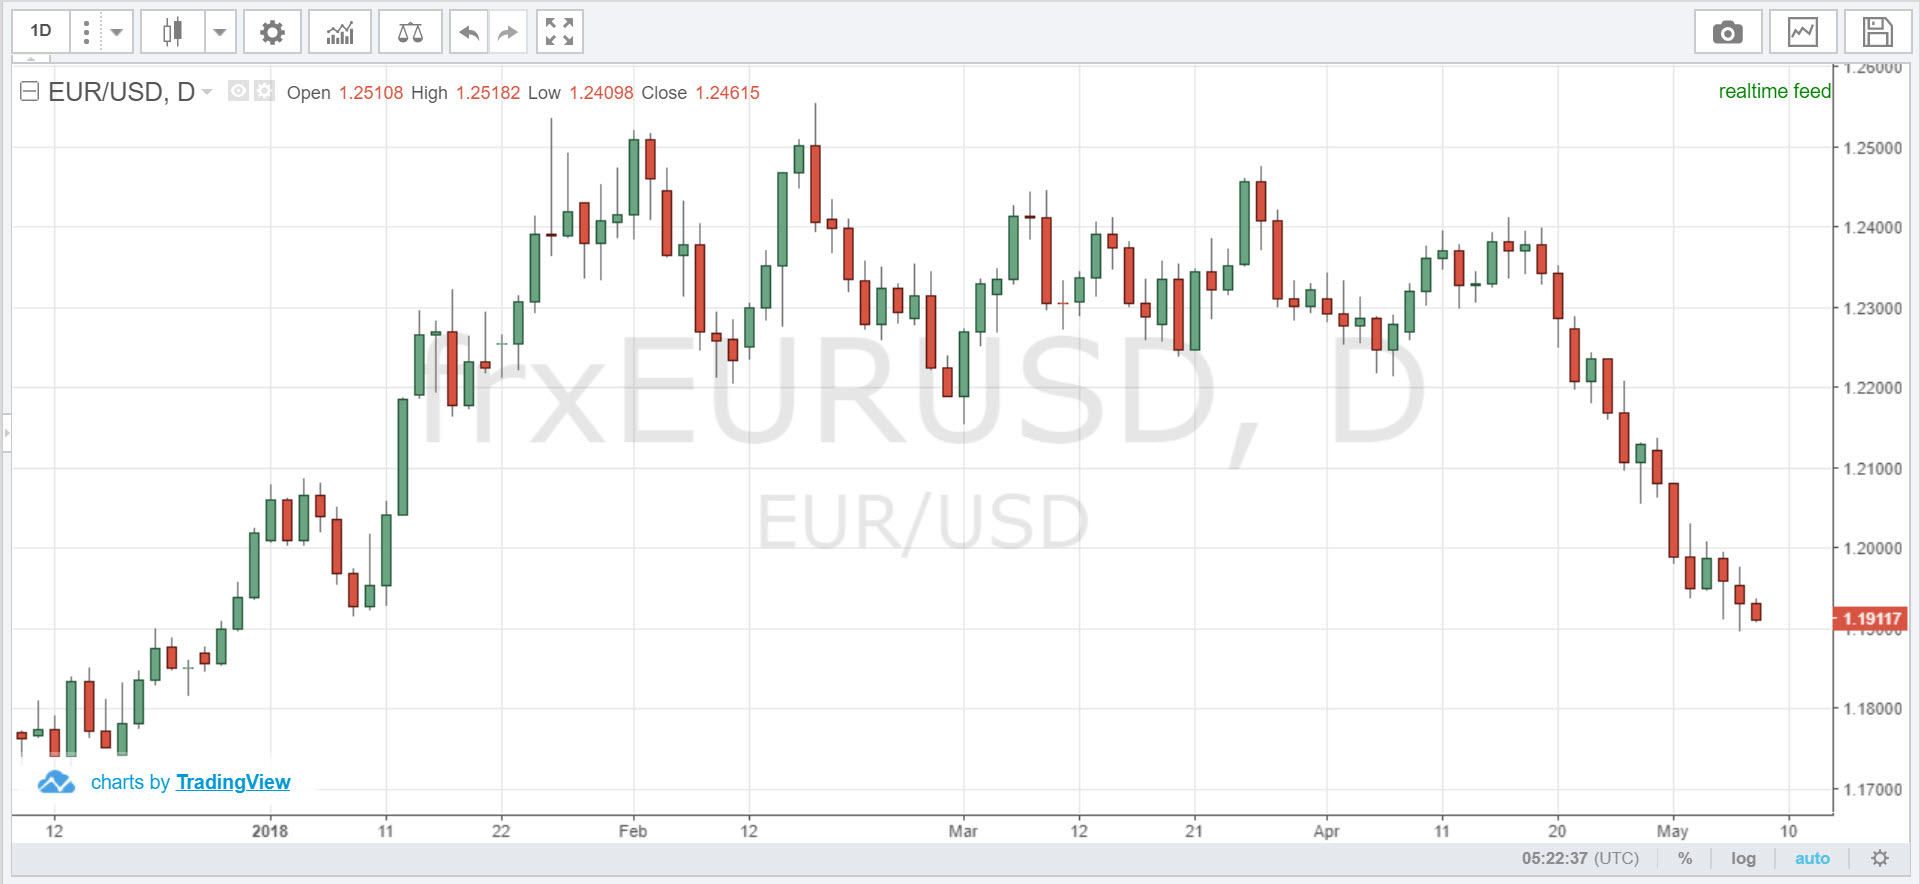 1D
EUR/USD, D Open 1.25108 High 1.25182 Low 1.24098 Close 1.24615
realtime feed
1.26000
1.25000
1.24000
1.23000
1.22000
1.21000
1.20000
1.19117
1.19000
1.18000
1.17000
frxEURUSD, D
EUR/USD
charts by TradingView
12 2018 11 22 Feb 12 Mar 12 21 Apr 11 20 May 10
05:22:37 (UTC) % log auto